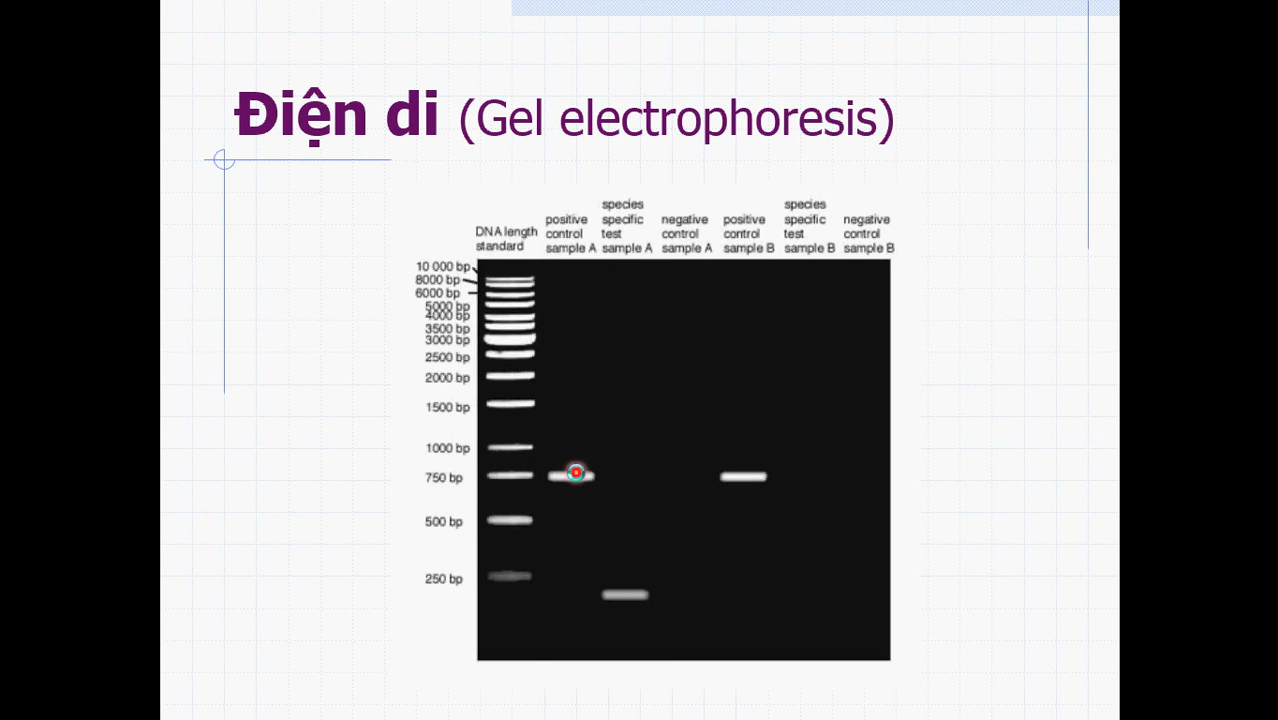 Điện di (Gel electrophoresis)
DNA length
standard
positive
control
sample A
species
specific
test
sample A
negative
control
sample A
positive
control
sample B
species
specific
test
sample B
negative
control
sample B
10 000 bp
8000 bp
6000 bp
5000 bp
4000 bp
3500 bp
3000 bp
2500 bp
2000 bp
1500 bp
1000 bp
750 bp
500 bp
250 bp